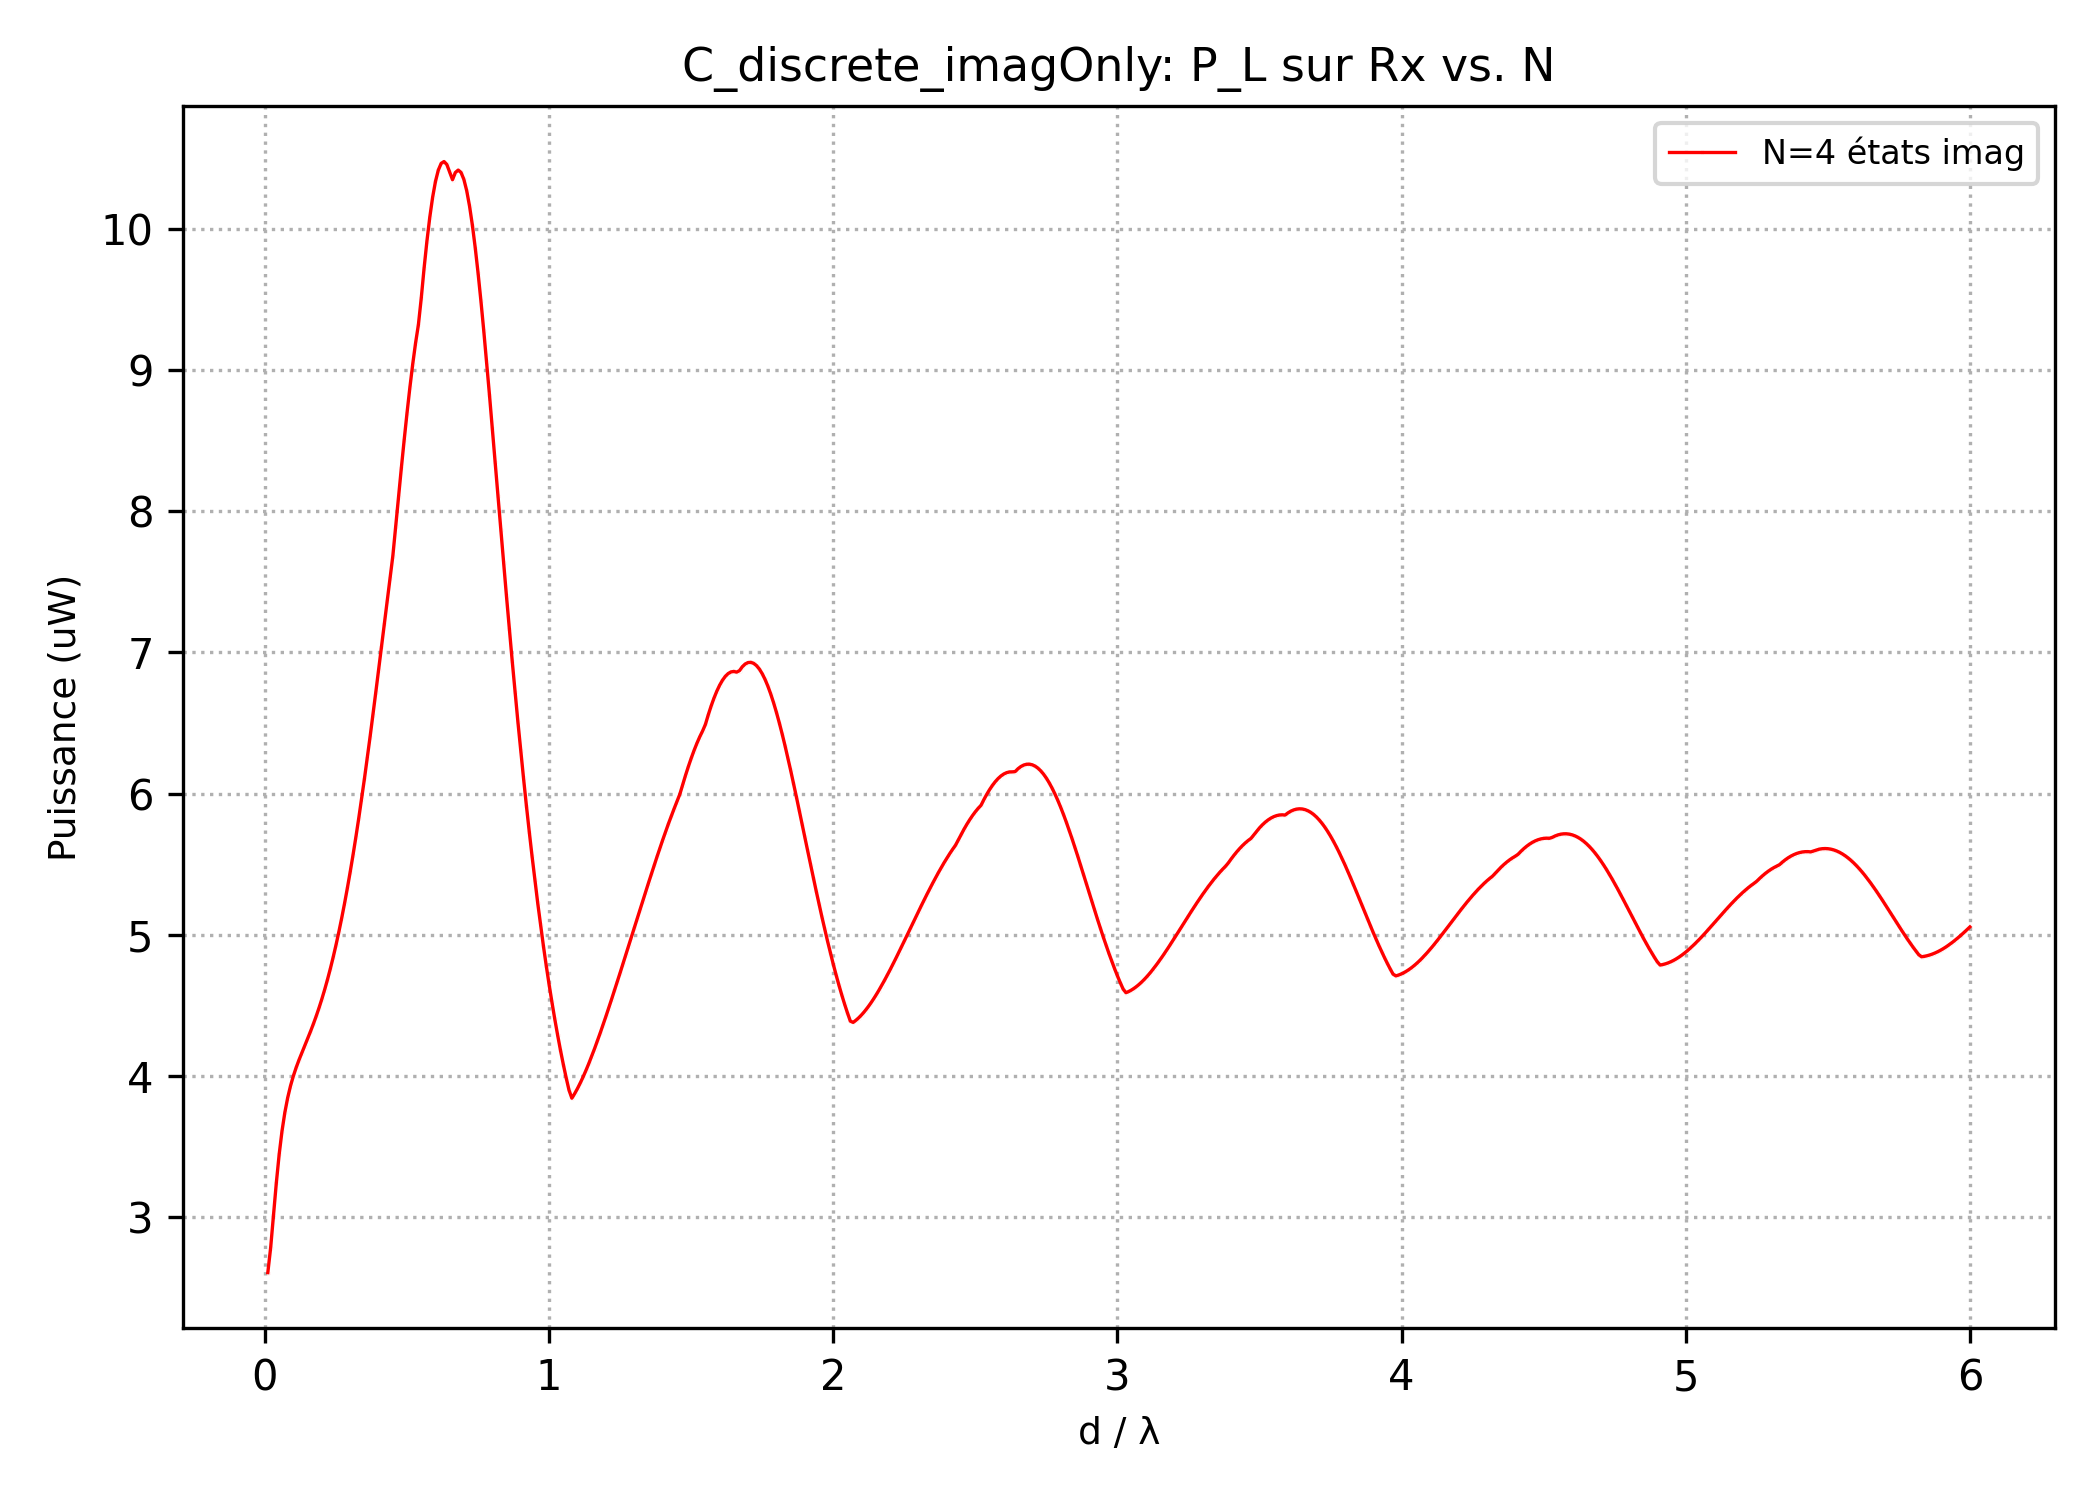 C_discrete_imagOnly: P_L sur Rx vs. N
N=4 états imag
Puissance (uW)
10
9
8
7
6
5
4
3
0 1 2 3 4 5 6
d / λ